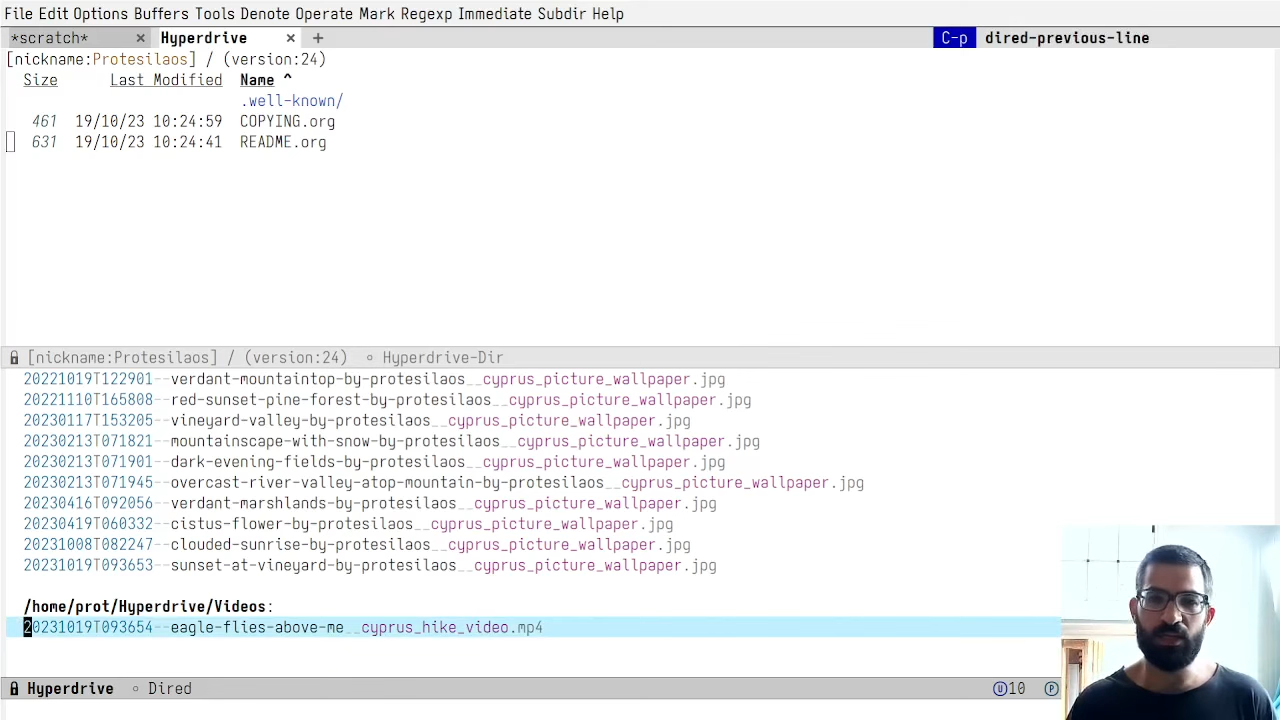 File Edit Options Buffers Tools Denote Operate Mark Regexp Immediate Subdir Help
*scratch* × Hyperdrive × + C-p dired-previous-line
[nickname:Protesilaos] / (version:24)
Size Last Modified Name ^
.well-known/
461 19/10/23 10:24:59 COPYING.org
631 19/10/23 10:24:41 README.org
[nickname:Protesilaos] / (version:24) ◦ Hyperdrive-Dir
20221019T122901--verdant-mountaintop-by-protesilaos__cyprus_picture_wallpaper.jpg
20221110T165808--red-sunset-pine-forest-by-protesilaos__cyprus_picture_wallpaper.jpg
20230117T153205--vineyard-valley-by-protesilaos__cyprus_picture_wallpaper.jpg
20230213T071821--mountainscape-with-snow-by-protesilaos__cyprus_picture_wallpaper.jpg
20230213T071901--dark-evening-fields-by-protesilaos__cyprus_picture_wallpaper.jpg
20230213T071945--overcast-river-valley-atop-mountain-by-protesilaos__cyprus_picture_wallpaper.jpg
20230416T092056--verdant-marshlands-by-protesilaos__cyprus_picture_wallpaper.jpg
20230419T060332--cistus-flower-by-protesilaos__cyprus_picture_wallpaper.jpg
20231008T082247--clouded-sunrise-by-protesilaos__cyprus_picture_wallpaper.jpg
20231019T093653--sunset-at-vineyard-by-protesilaos__cyprus_picture_wallpaper.jpg
/home/prot/Hyperdrive/Videos:
20231019T093654--eagle-flies-above-me__cyprus_hike_video.mp4
Hyperdrive ◦ Dired U 10 P